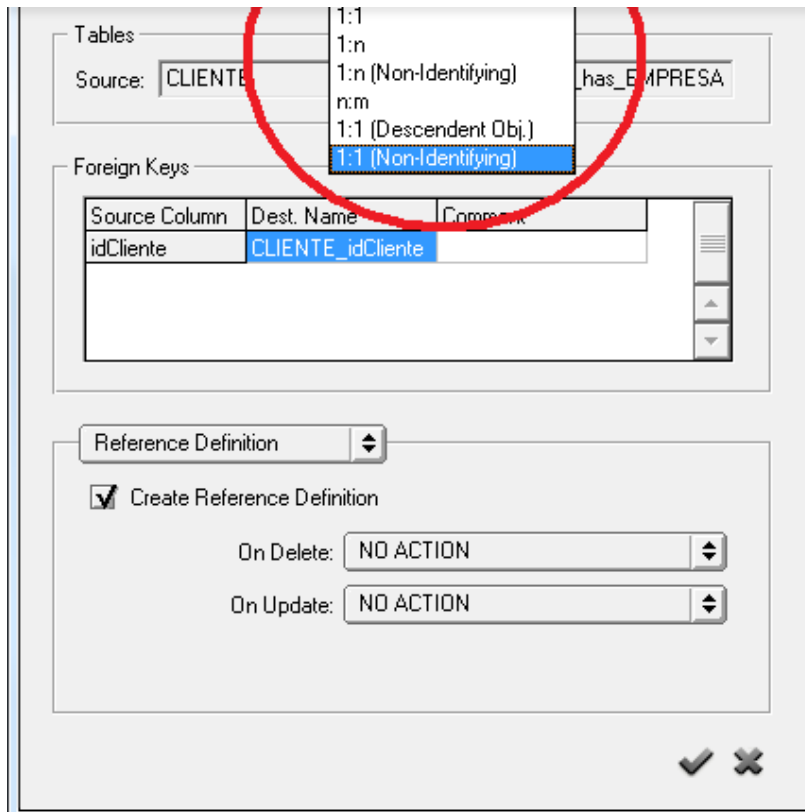 1:1
Tables
1:n
1:n (Non-Identifying)
Source: CLIENTE _has_EMPRESA
n:m
1:1 (Descendent Obj.)
1:1 (Non-Identifying)
Foreign Keys
Source Column Dest. Name Comment
idCliente CLIENTE_idCliente
Reference Definition
Create Reference Definition
On Delete: NO ACTION
On Update: NO ACTION